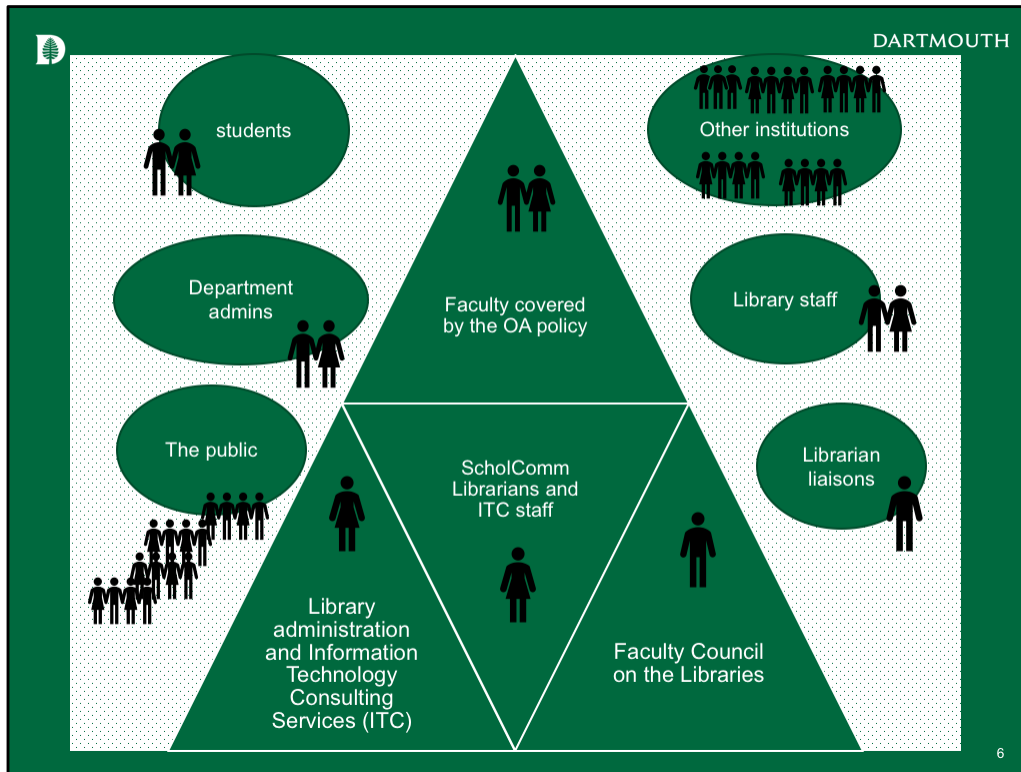 D
DARTMOUTH
students
Other institutions
Department
admins
Faculty covered
by the OA policy
Library staff
The public
ScholComm
Librarians and
ITC staff
Librarian
liaisons
Library
administration
and Information
Technology
Consulting
Services (ITC)
Faculty Council
on the Libraries
6